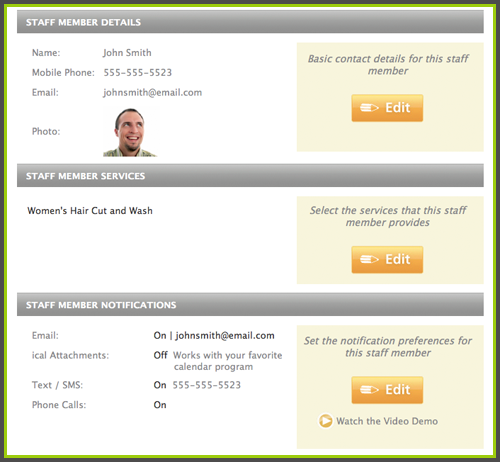 STAFF MEMBER DETAILS
Name: John Smith
Mobile Phone: 555-555-5523
Email: johnsmith@email.com
Photo:
Basic contact details for this staff
member
Edit
STAFF MEMBER SERVICES
Women's Hair Cut and Wash
Select the services that this staff
member provides
Edit
STAFF MEMBER NOTIFICATIONS
Email: On | johnsmith@email.com
ical Attachments: Off Works with your favorite
calendar program
Text / SMS: On 555-555-5523
Phone Calls: On
Set the notification preferences for
this staff member
Edit
Watch the Video Demo